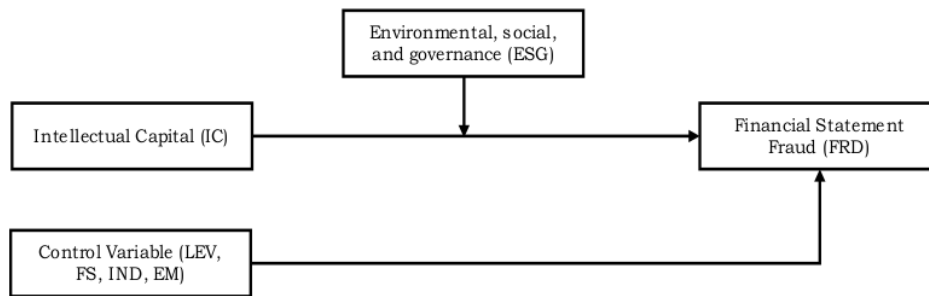 Environmental, social,
and governance (ESG)
Intellectual Capital (IC)
Financial Statement
Fraud (FRD)
Control Variable (LEV,
FS, IND, EM)